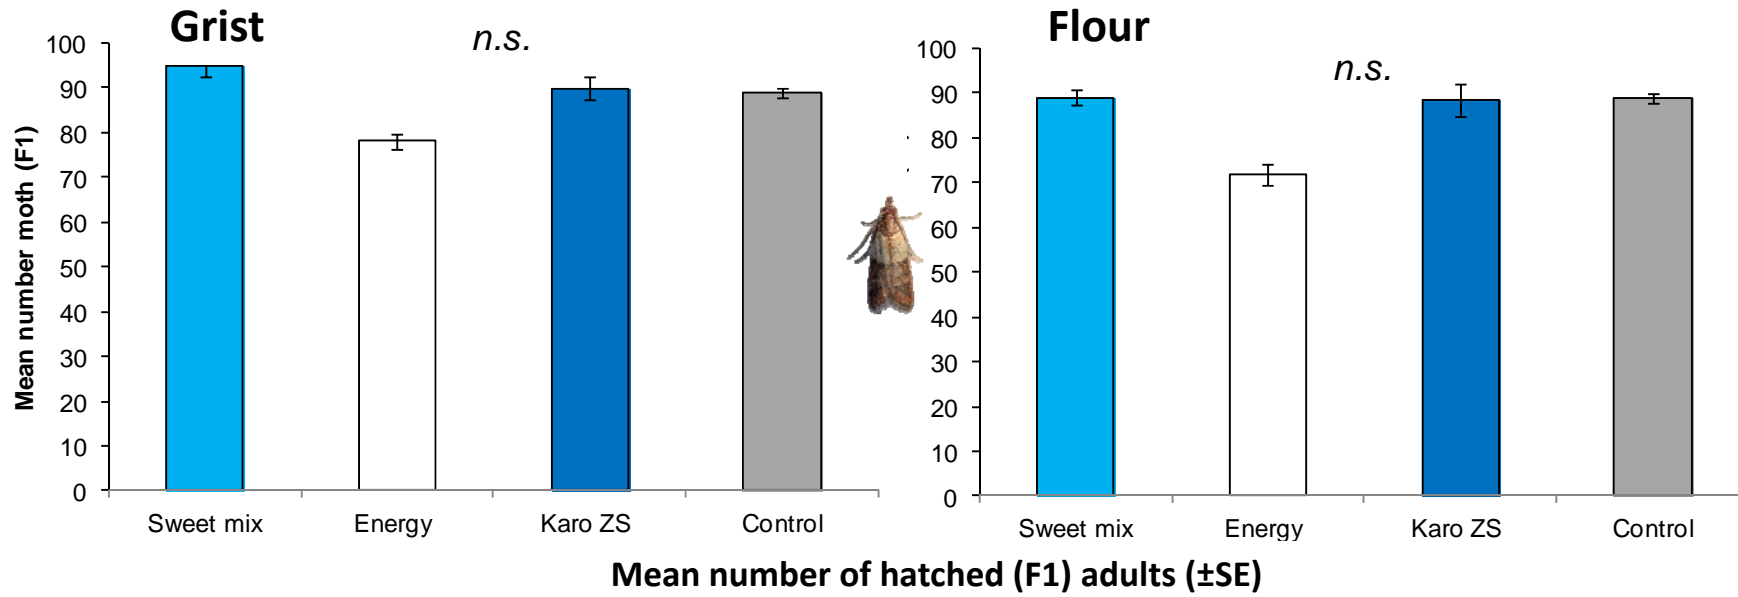 Grist
n.s.
Mean number moth (F1)
100
90
80
70
60
50
40
30
20
10
0
Sweet mix
Energy
Karo ZS
Control
Flour
n.s.
100
90
80
70
60
50
40
30
20
10
0
Sweet mix
Energy
Karo ZS
Control
Mean number of hatched (F1) adults (±SE)